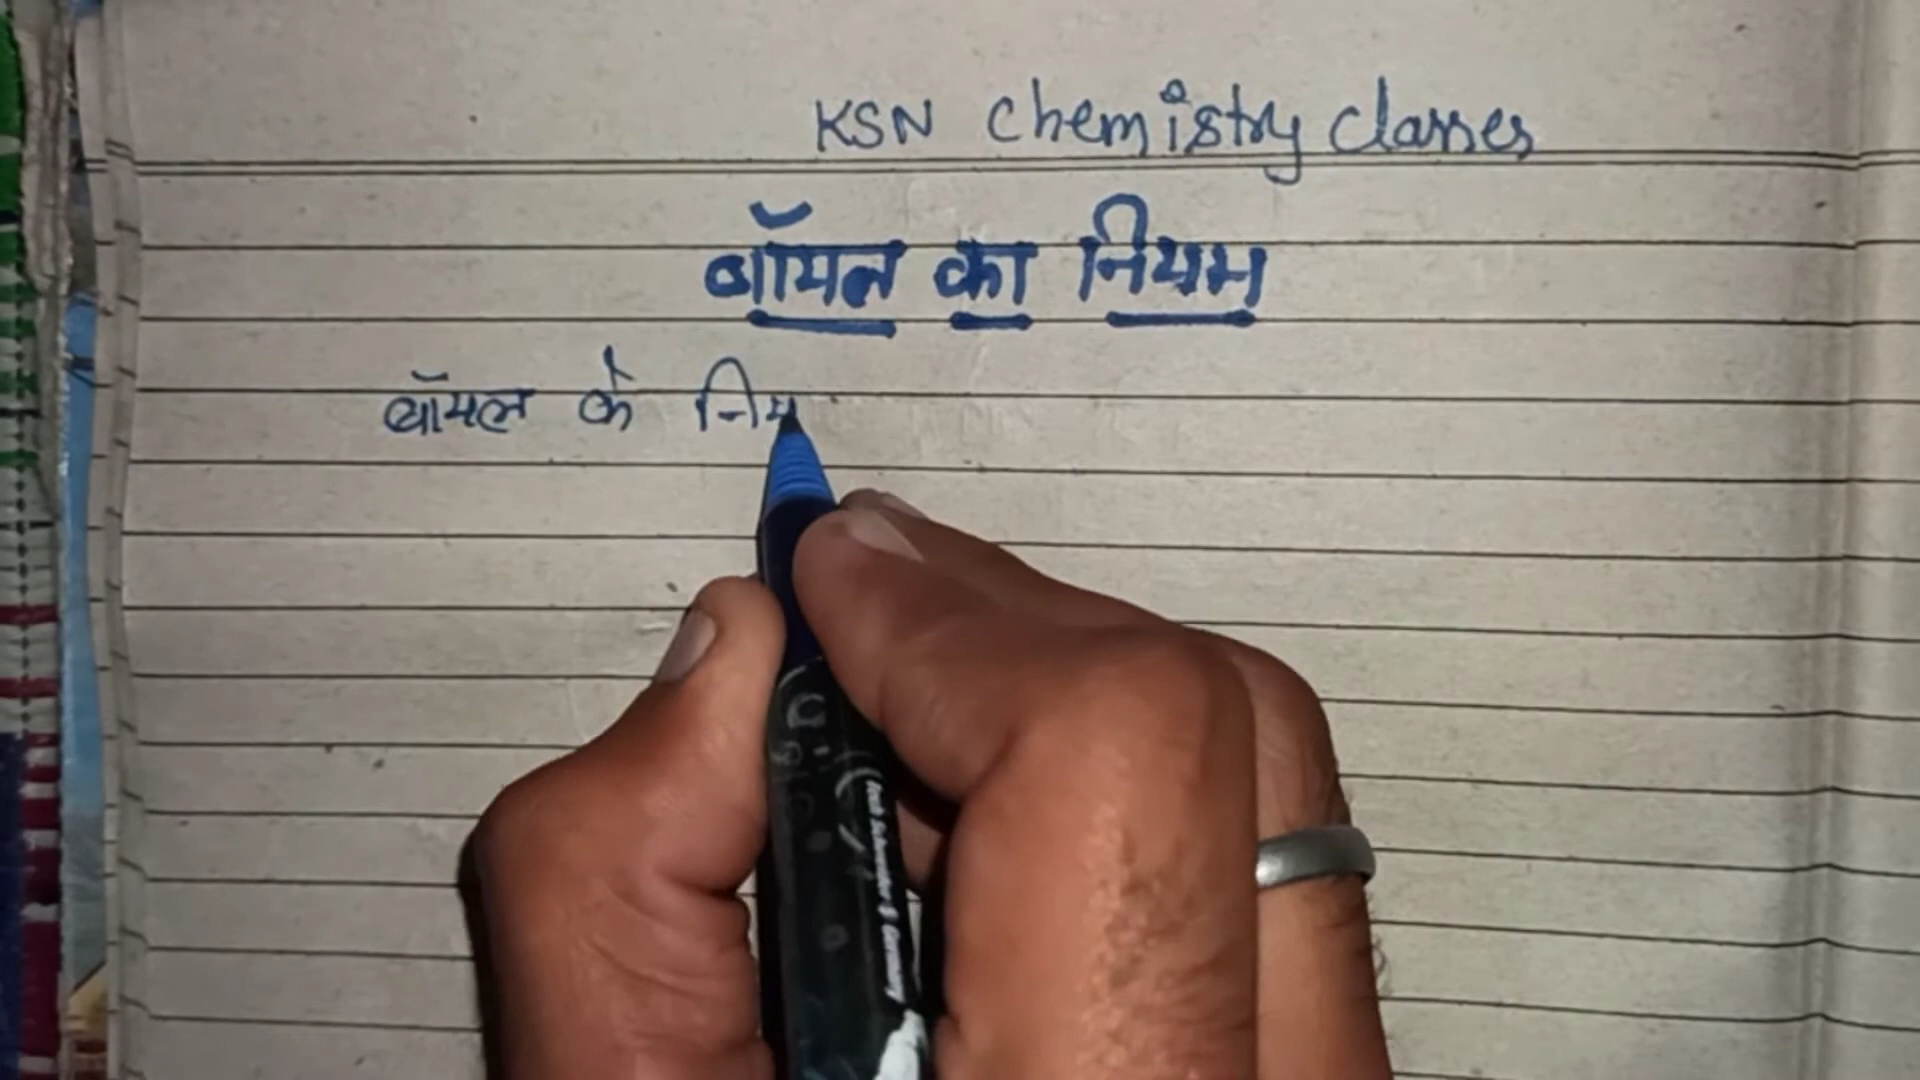 KSN Chemistry Classes
बॉयल का नियम
बॉयल के निय